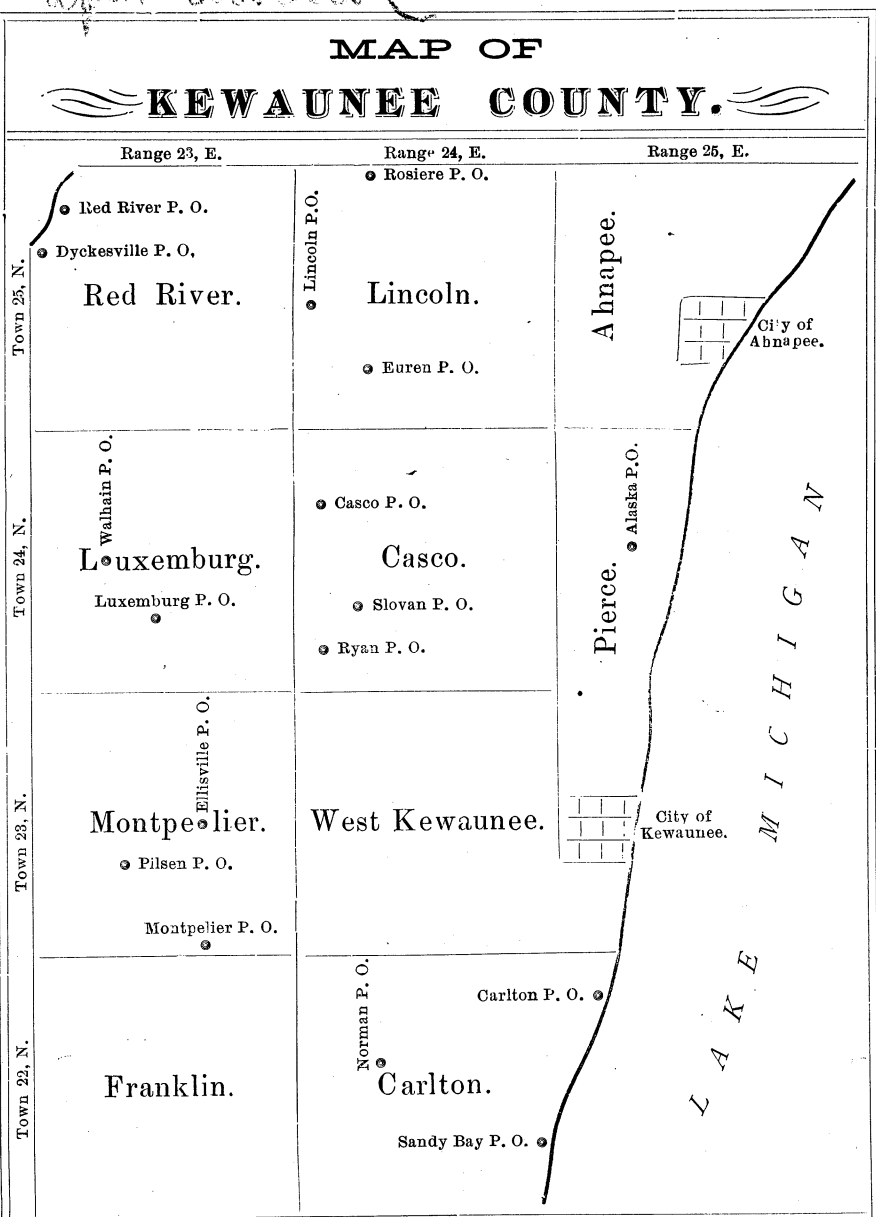 MAP OF
KEWAUNEE COUNTY.
Range 23, E.
Range 24, E.
Range 25, E.
Town 25, N.
Red River P. O.
Dyckesville P. O,
Red River.
Rosiere P. O.
Lincoln P.O.
Lincoln.
Euren P. O.
Ahnapee.
City of
Ahnapee.
Town 24, N.
Walhain P. O.
Louxemburg.
Luxemburg P. O.
Casco P. O.
Casco.
Slovan P. O.
Ryan P. O.
Alaska P.O.
Pierce.
LAKE MICHIGAN
Town 23, N.
Ellisville P. O.
Montpelier.
Pilsen P. O.
Montpelier P. O.
West Kewaunee.
City of
Kewaunee.
Town 22, N.
Franklin.
Norman P. O.
Carlton P. O.
Carlton.
Sandy Bay P. O.